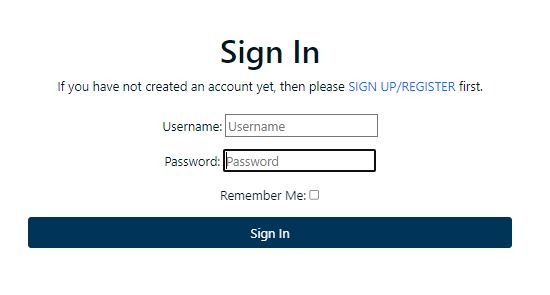 Sign In
If you have not created an account yet, then please SIGN UP/REGISTER first.
Username: Username
Password: Password
Remember Me:
Sign In